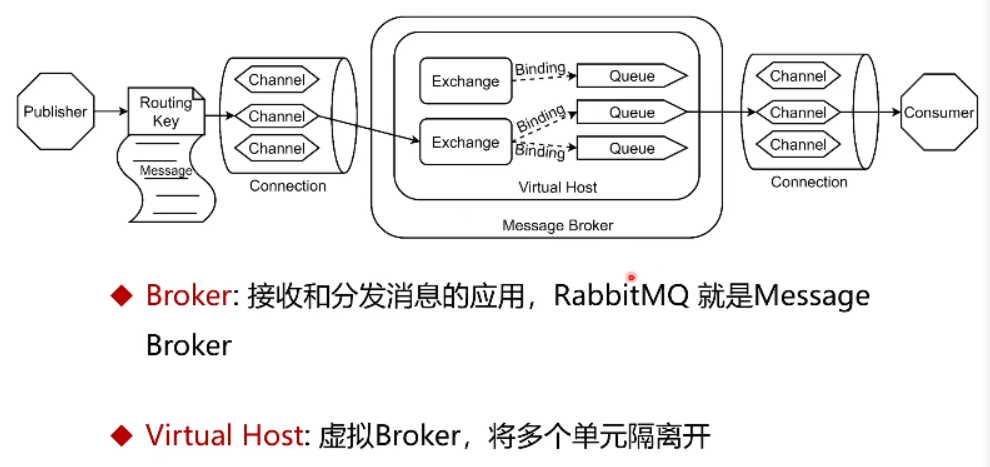 Publisher
Routing
Key
Message
Channel
Channel
Channel
Connection
Exchange
Exchange
Binding
Binding
Binding
Queue
Queue
Queue
Virtual Host
Message Broker
Channel
Channel
Channel
Connection
Consumer
◆ Broker: 接收和分发消息的应用，RabbitMQ 就是Message
Broker
◆ Virtual Host: 虚拟Broker，将多个单元隔离开